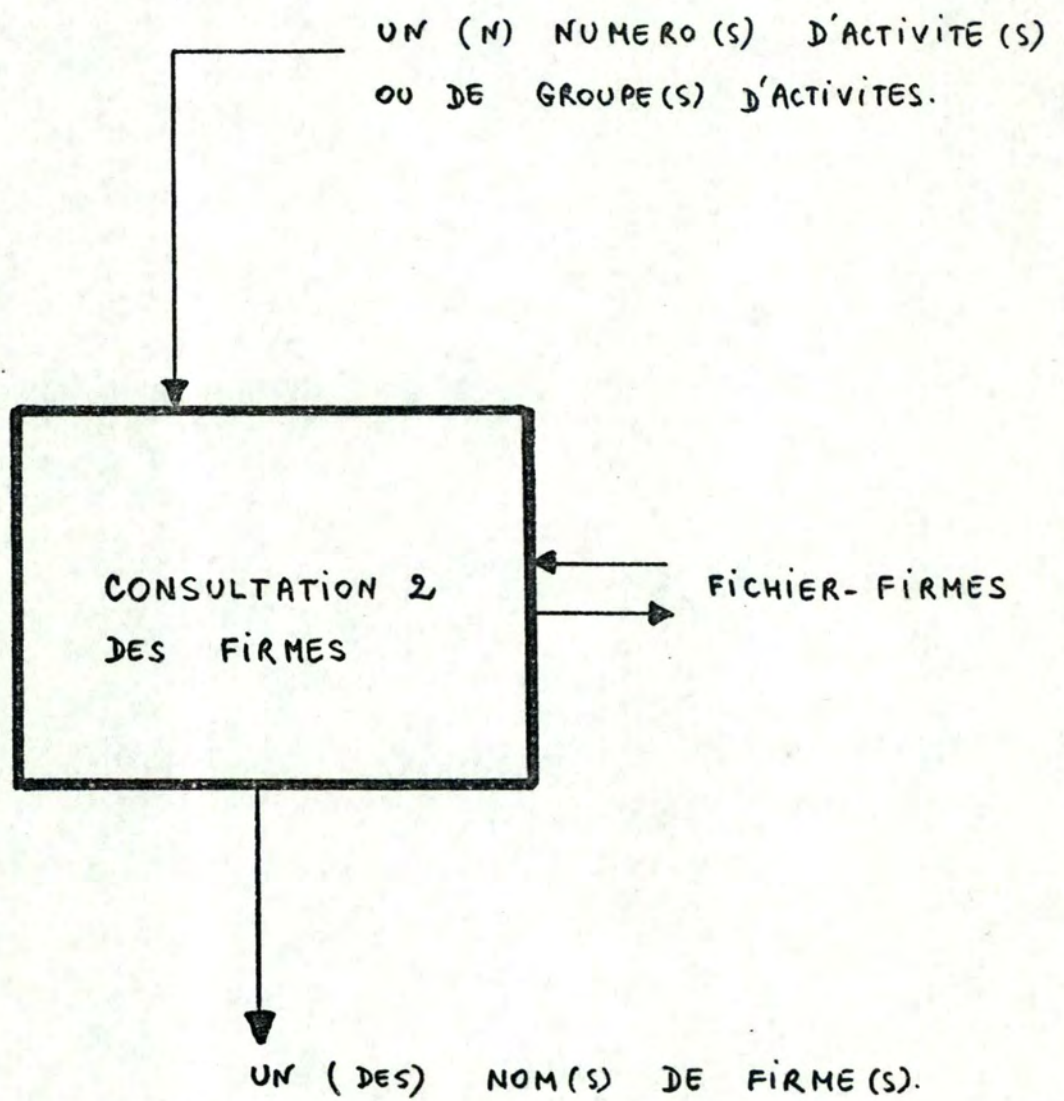 UN (N) NUMERO(S) D'ACTIVITE(S)
OU DE GROUPE(S) D'ACTIVITES.
CONSULTATION 2
DES FIRMES
FICHIER-FIRMES
UN (DES) NOM(S) DE FIRME(S).